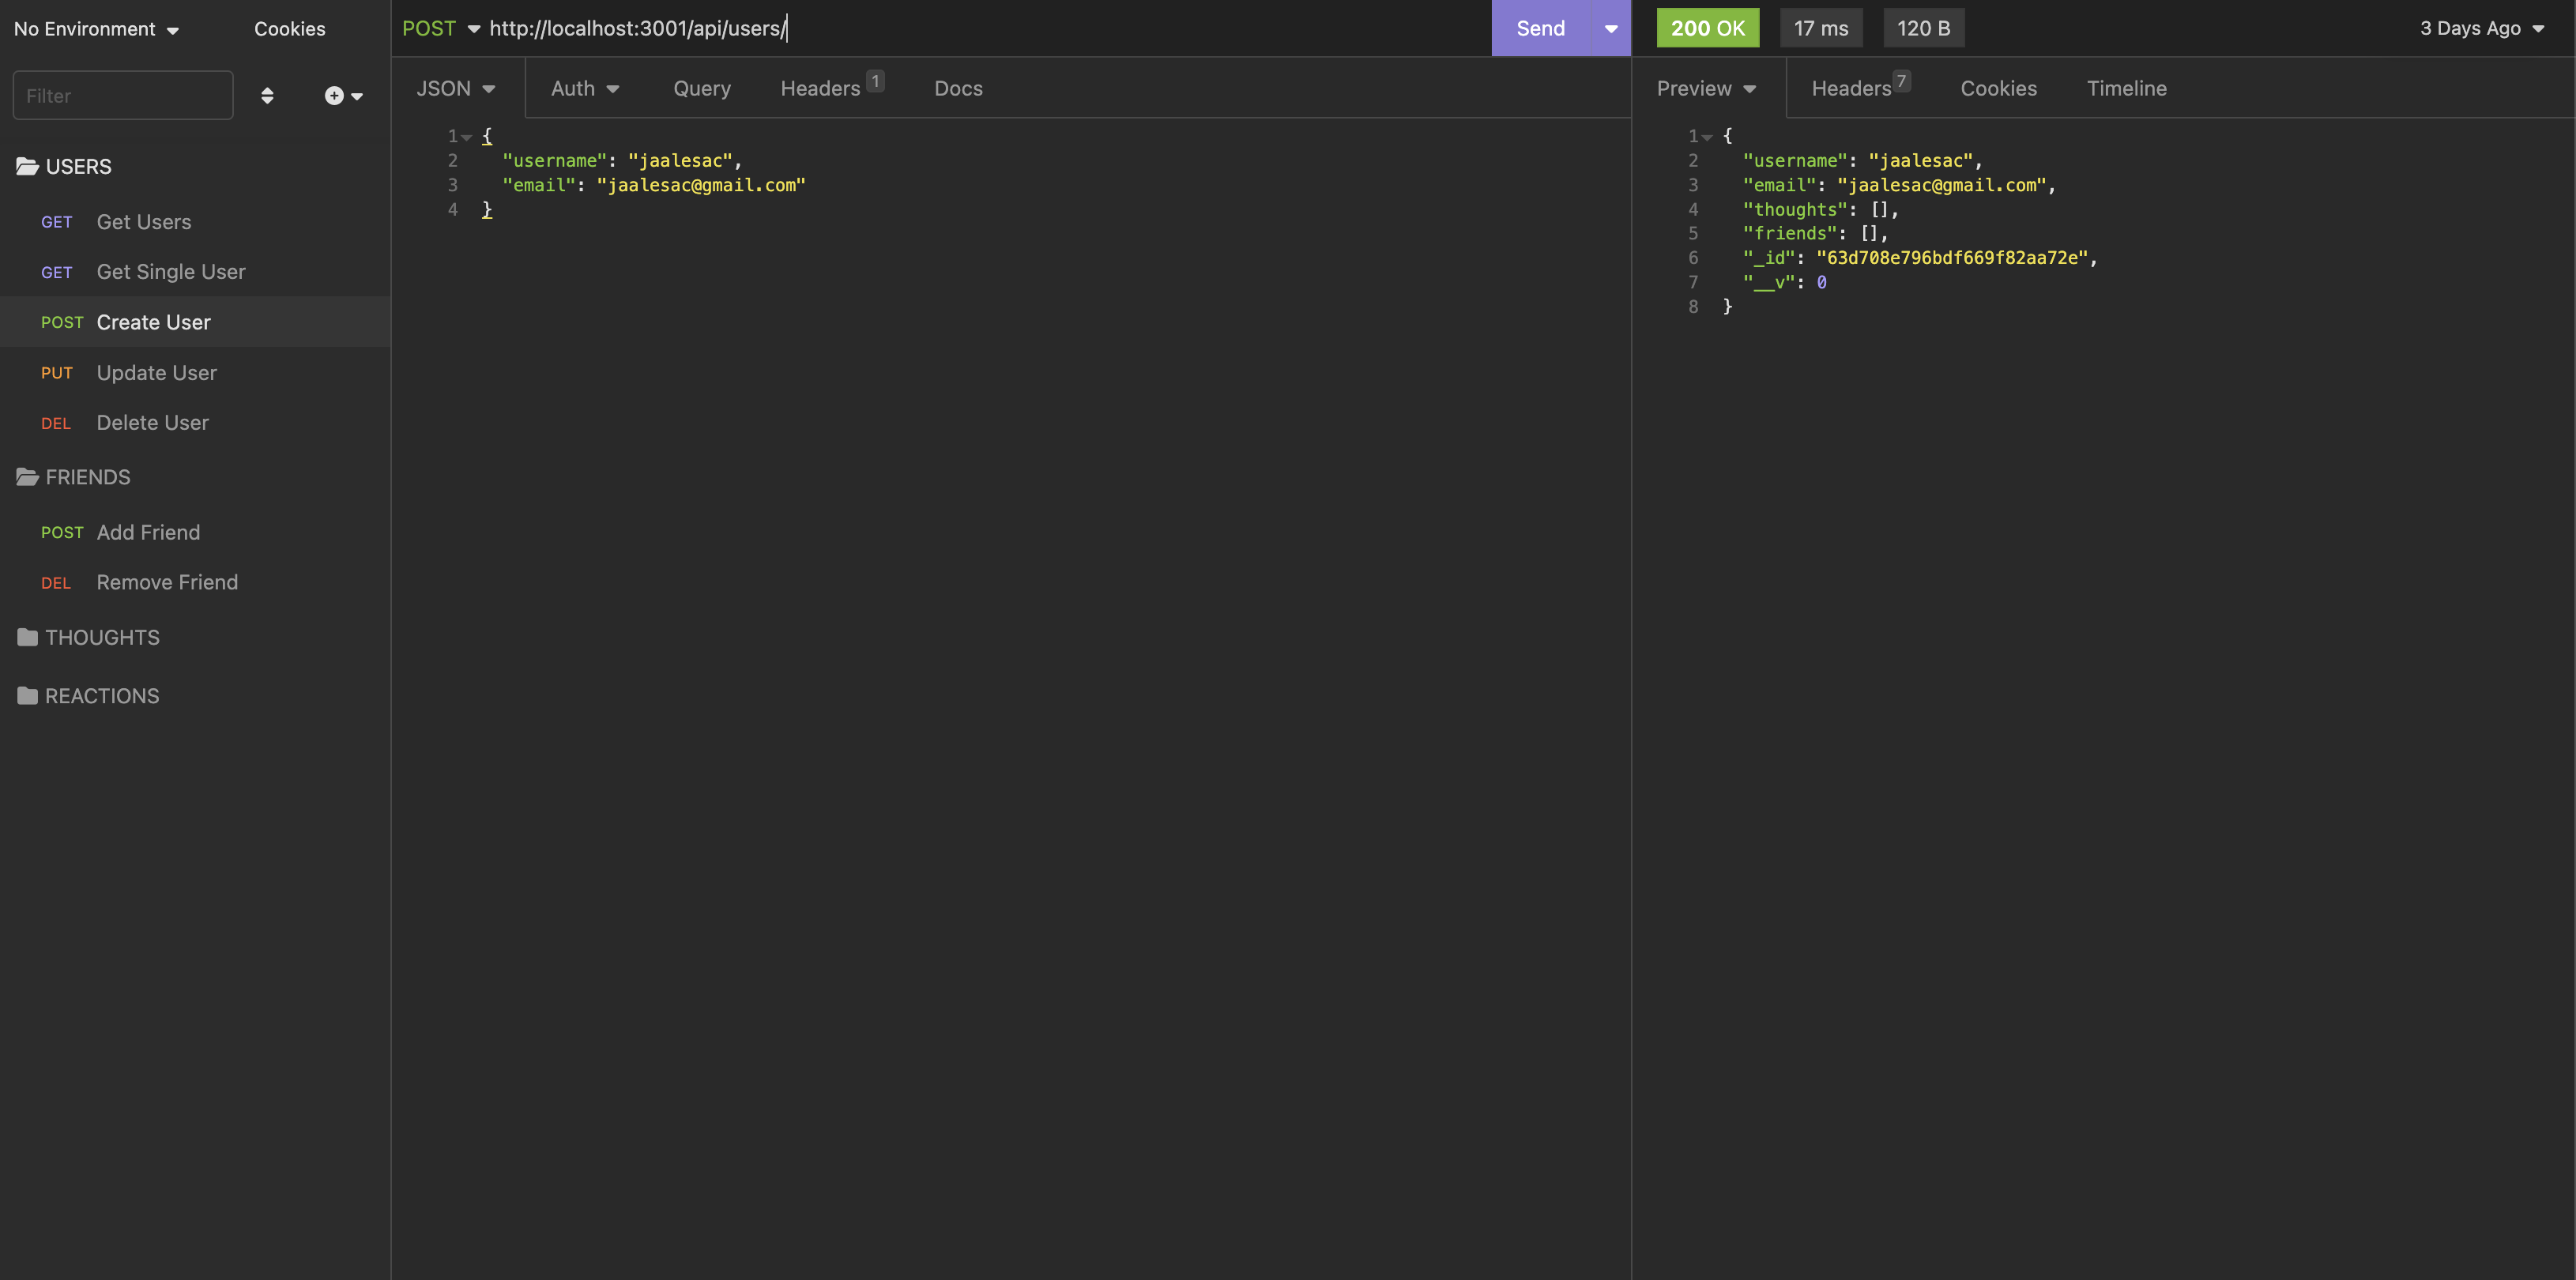 No Environment
Cookies
Filter
USERS
GET Get Users
GET Get Single User
POST Create User
PUT Update User
DEL Delete User
FRIENDS
POST Add Friend
DEL Remove Friend
THOUGHTS
REACTIONS
POST http://localhost:3001/api/users/
Send
JSON Auth Query Headers 1 Docs
1 {
2 "username": "jaalesac",
3 "email": "jaalesac@gmail.com"
4 }
200 OK 17 ms 120 B 3 Days Ago
Preview Headers 7 Cookies Timeline
1 {
2 "username": "jaalesac",
3 "email": "jaalesac@gmail.com",
4 "thoughts": [],
5 "friends": [],
6 "_id": "63d708e796bdf669f82aa72e",
7 "__v": 0
8 }